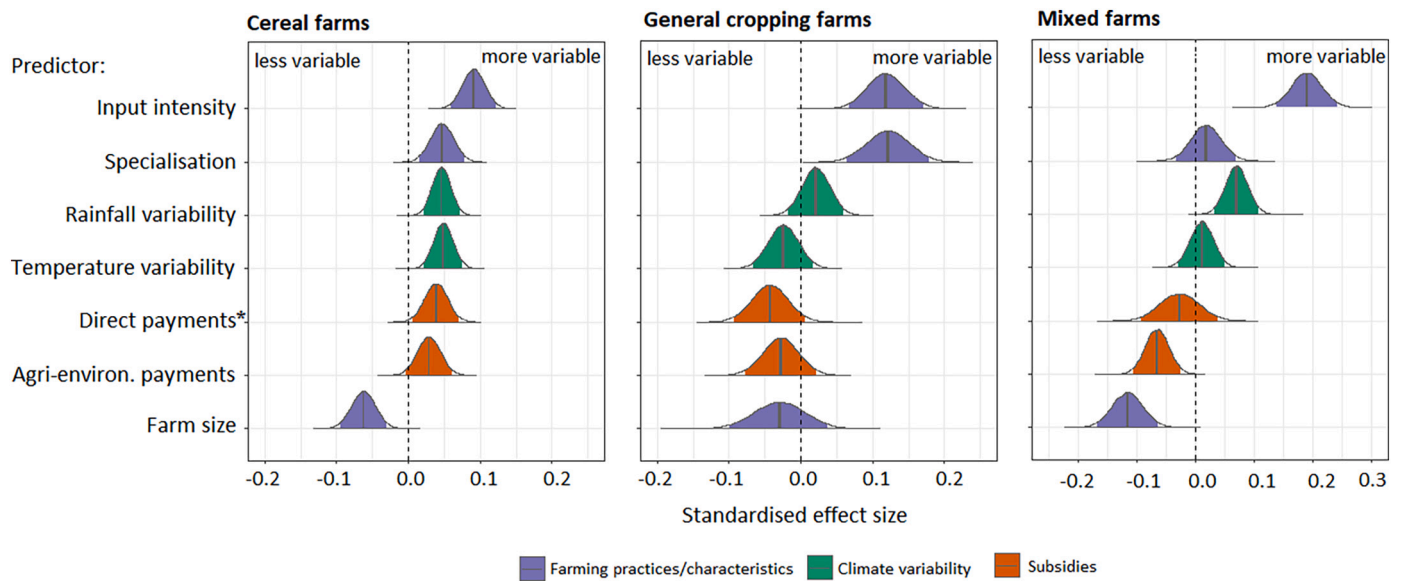 Cereal farms
General cropping farms
Mixed farms
Predictor:
less variable
more variable
less variable
more variable
less variable
more variable
Input intensity
Specialisation
Rainfall variability
Temperature variability
Direct payments*
Agri-environ. payments
Farm size
-0.2 -0.1 0.0 0.1 0.2
-0.2 -0.1 0.0 0.1 0.2
-0.2 -0.1 0.0 0.1 0.2 0.3
Standardised effect size
Farming practices/characteristics
Climate variability
Subsidies